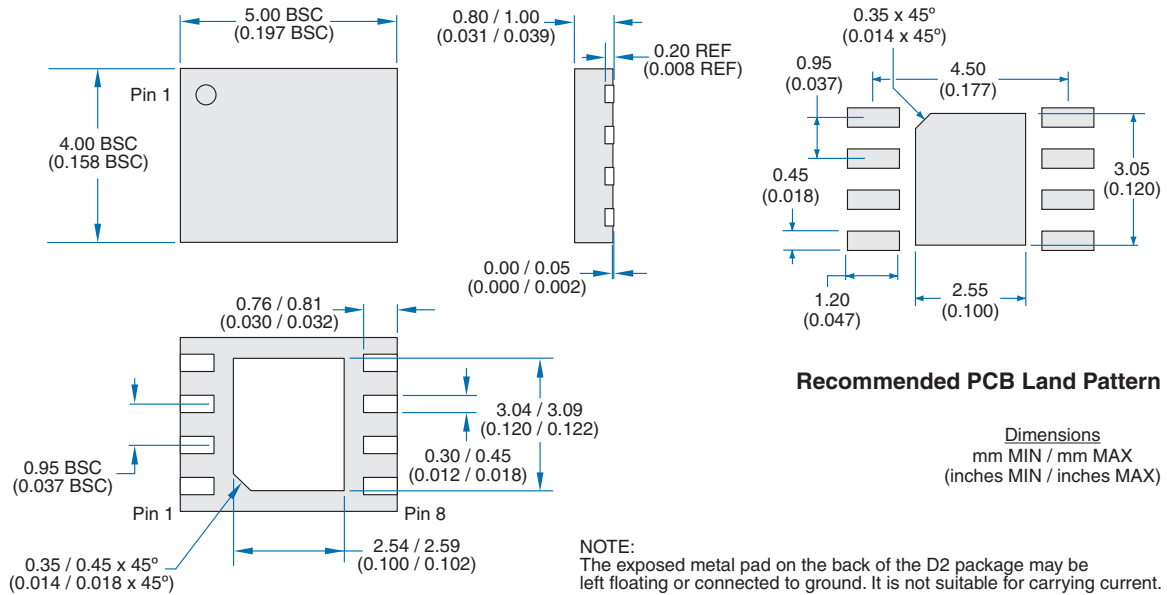 5.00 BSC
(0.197 BSC)
Pin 1
4.00 BSC
(0.158 BSC)
0.80 / 1.00
(0.031 / 0.039)
0.20 REF
(0.008 REF)
0.00 / 0.05
(0.000 / 0.002)
0.35 x 45º
(0.014 x 45º)
0.95
(0.037)
4.50
(0.177)
0.45
(0.018)
3.05
(0.120)
1.20
(0.047)
2.55
(0.100)
Recommended PCB Land Pattern
0.76 / 0.81
(0.030 / 0.032)
3.04 / 3.09
(0.120 / 0.122)
0.30 / 0.45
(0.012 / 0.018)
0.95 BSC
(0.037 BSC)
Pin 1
Pin 8
0.35 / 0.45 x 45º
(0.014 / 0.018 x 45º)
2.54 / 2.59
(0.100 / 0.102)
Dimensions
mm MIN / mm MAX
(inches MIN / inches MAX)
NOTE:
The exposed metal pad on the back of the D2 package may be
left floating or connected to ground. It is not suitable for carrying current.